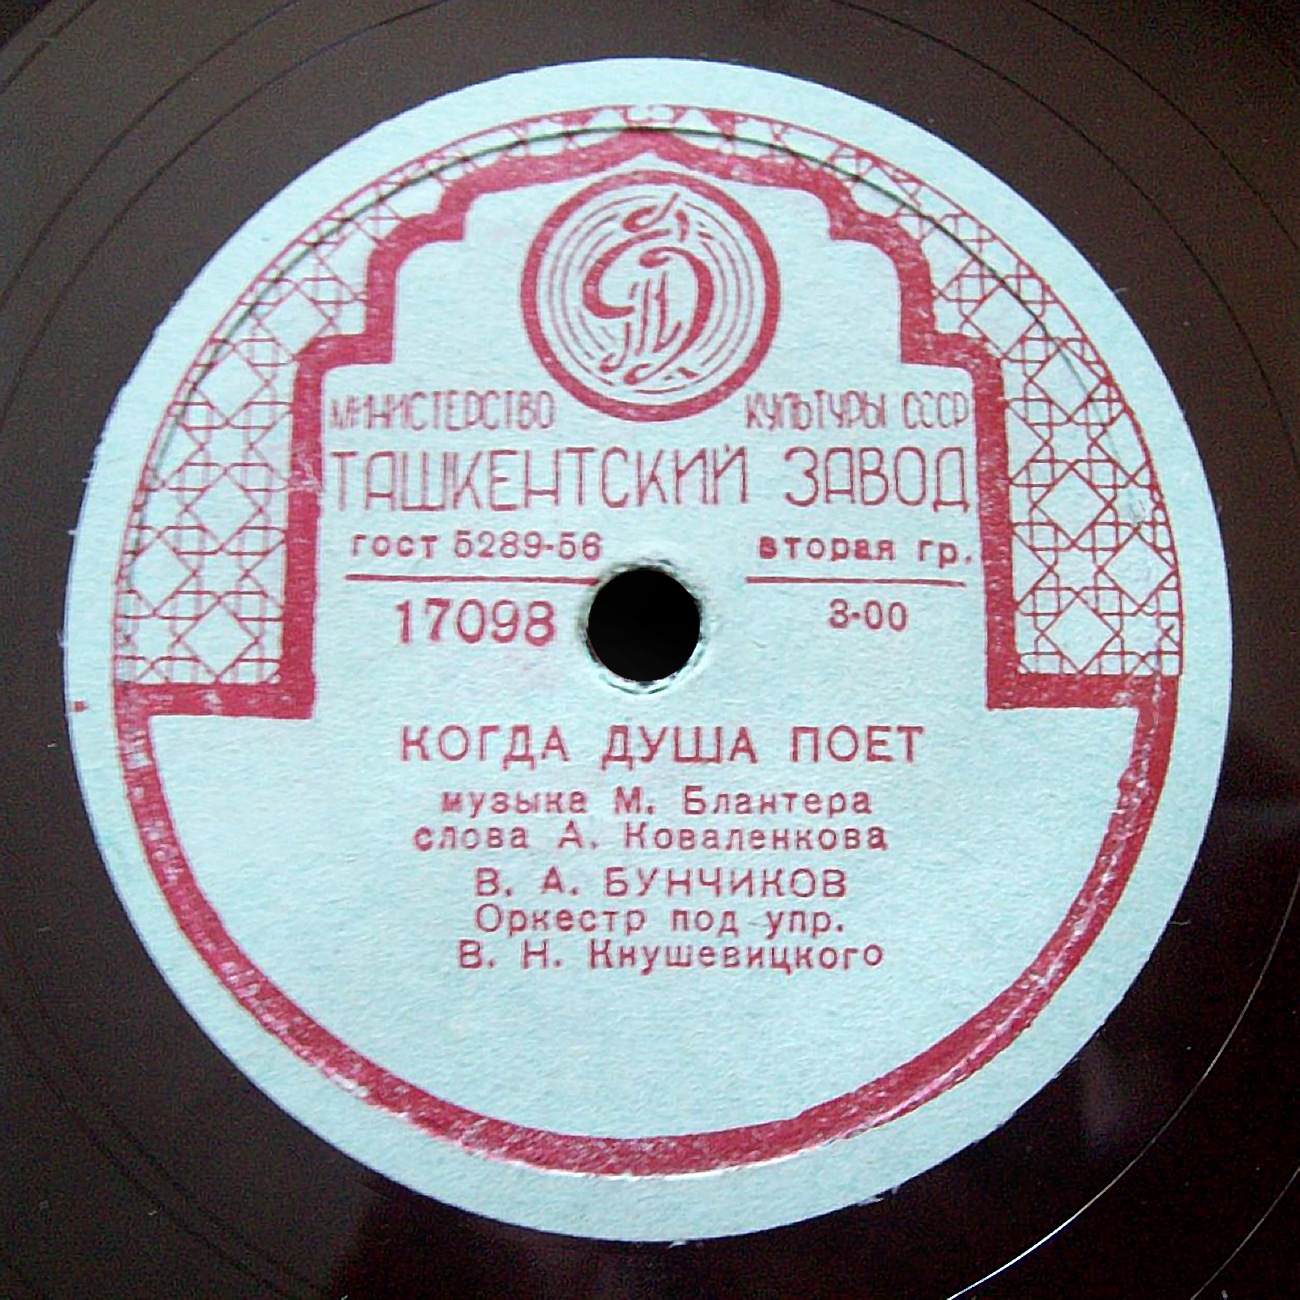 МИНИСТЕРСТВО КУЛЬТУРЫ СССР
ТАШКЕНТСКИЙ ЗАВОД
гост 5289-56 вторая гр.
17098 3-00
КОГДА ДУША ПОЕТ
музыка М. Блантера
слова А. Коваленкова
В. А. БУНЧИКОВ
Оркестр под упр.
В. Н. Кнушевицкого